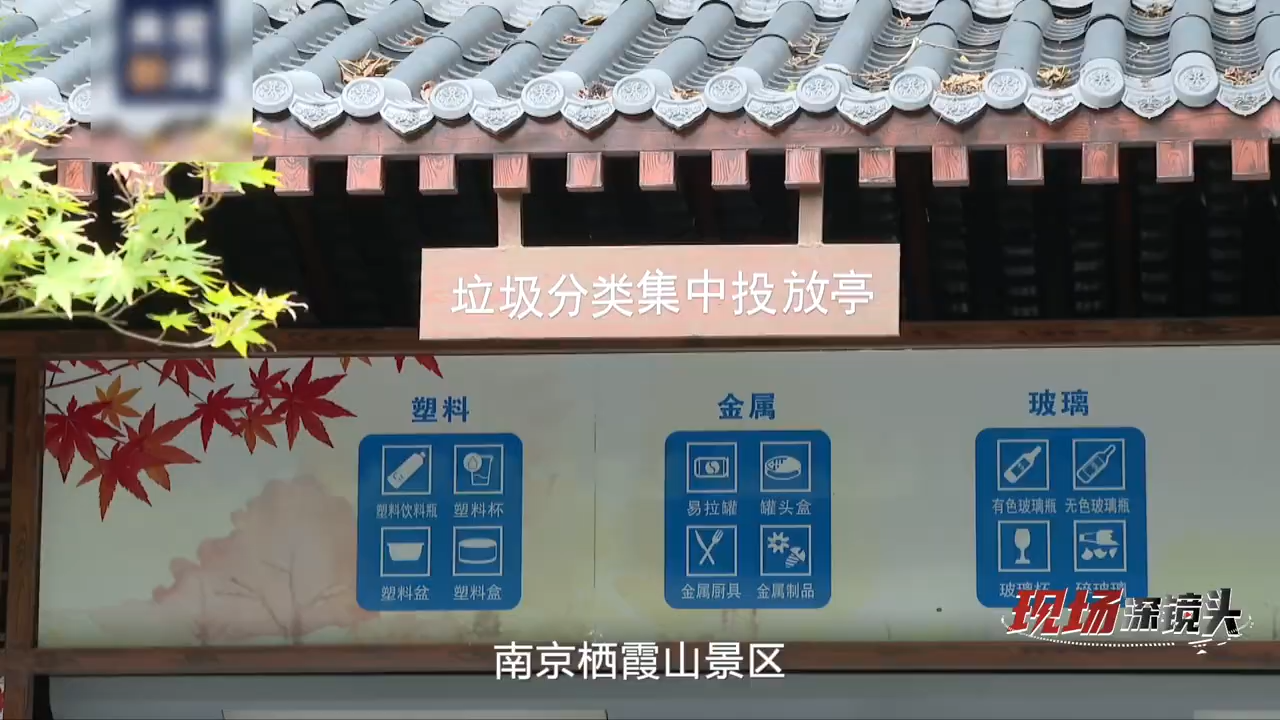 垃圾分类集中投放亭
塑料
金属
玻璃
塑料饮料瓶
塑料杯
塑料盆
塑料盒
易拉罐
罐头盒
金属厨具
金属制品
有色玻璃瓶
无色玻璃瓶
玻璃杯
碎玻璃
现场深镜头
南京栖霞山景区